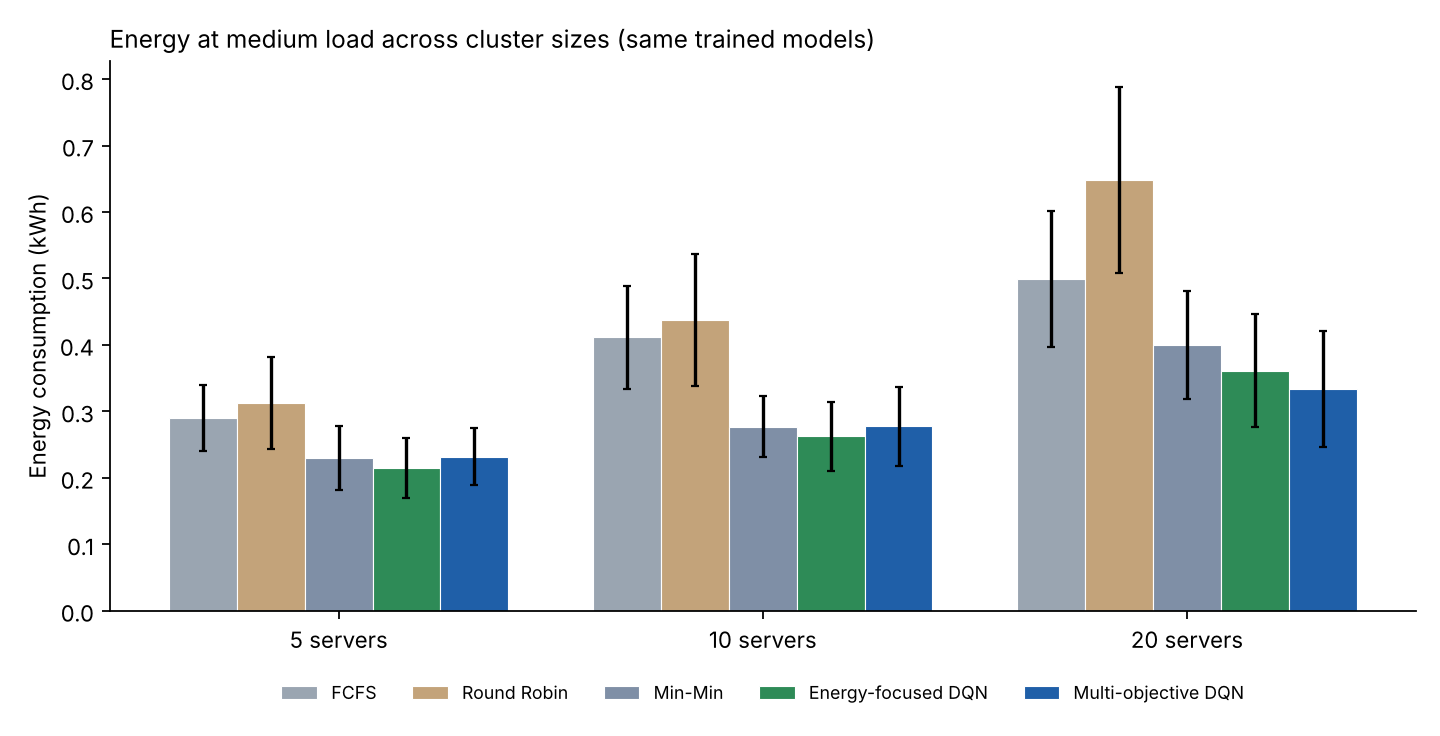 Energy at medium load across cluster sizes (same trained models)
Energy consumption (kWh)
0.8
0.7
0.6
0.5
0.4
0.3
0.2
0.1
0.0
5 servers 10 servers 20 servers
FCFS Round Robin Min-Min Energy-focused DQN Multi-objective DQN